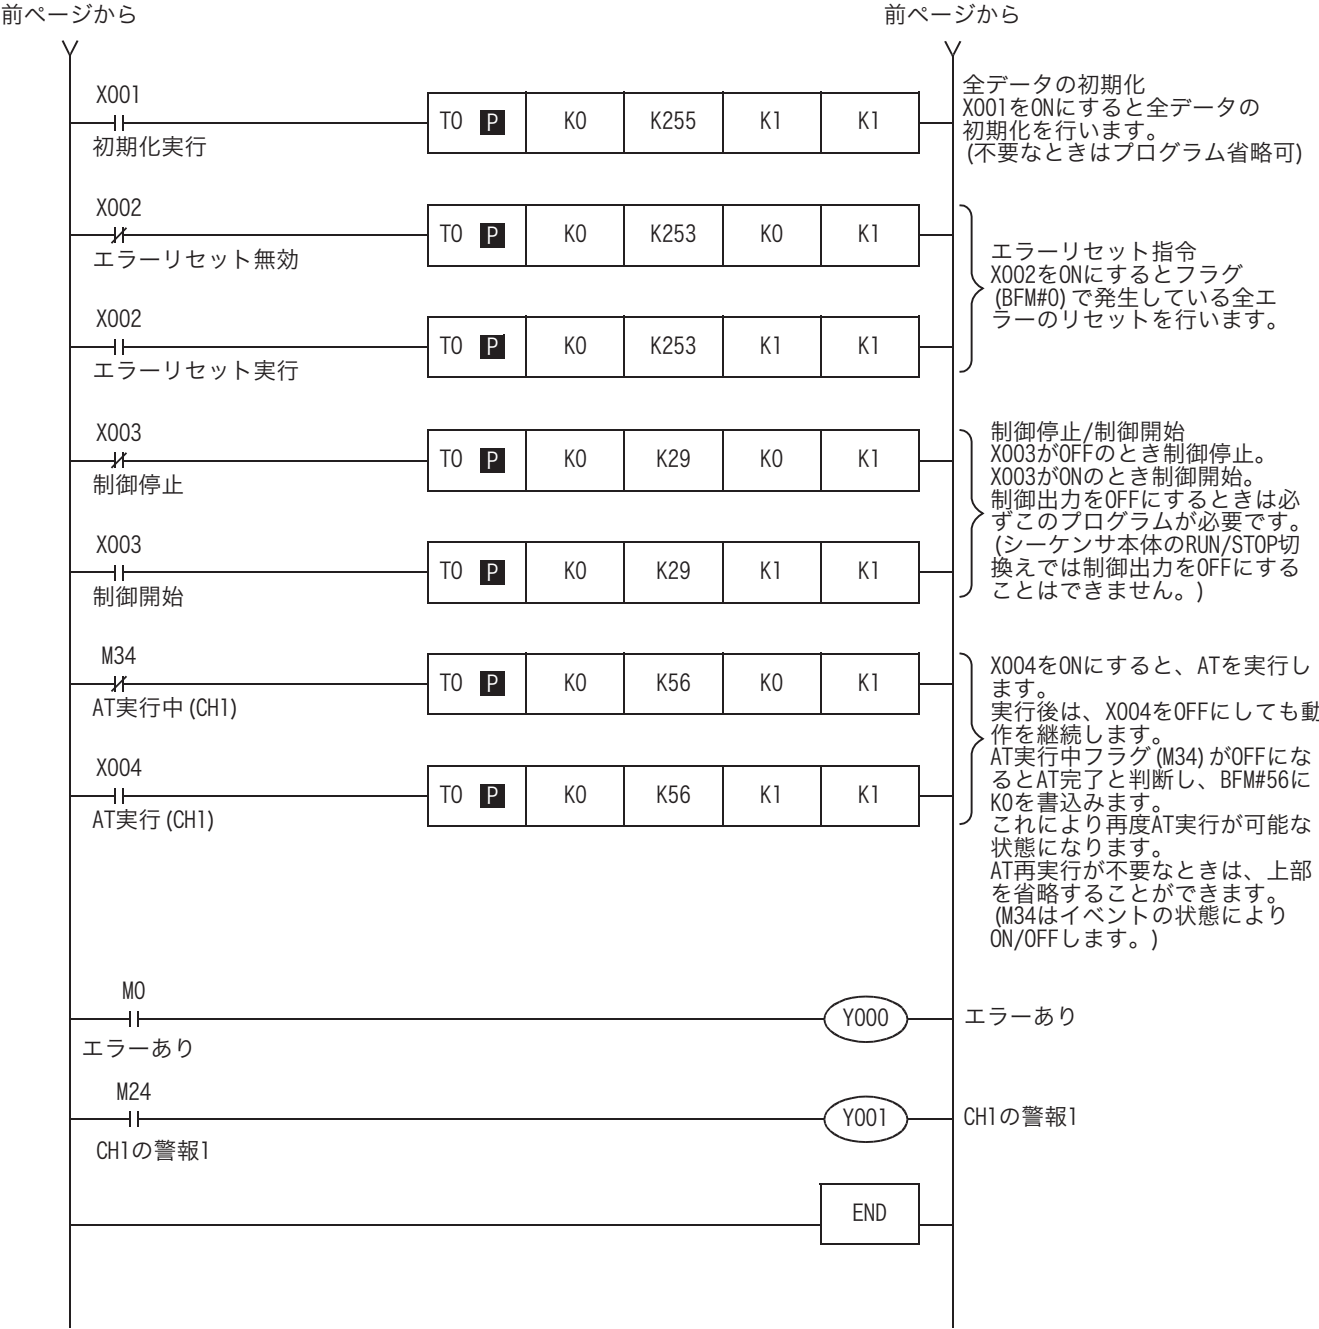 前ページから
前ページから
X001
初期化実行
TO P K0 K255 K1 K1
全データの初期化
X001をONにすると全データの
初期化を行います。
(不要なときはプログラム省略可)
X002
エラーリセット無効
TO P K0 K253 K0 K1
X002
エラーリセット実行
TO P K0 K253 K1 K1
エラーリセット指令
X002をONにするとフラグ
(BFM#0)で発生している全エ
ラーのリセットを行います。
X003
制御停止
TO P K0 K29 K0 K1
X003
制御開始
TO P K0 K29 K1 K1
制御停止/制御開始
X003がOFFのとき制御停止。
X003がONのとき制御開始。
制御出力をOFFにするときは必
ずこのプログラムが必要です。
(シーケンサ本体のRUN/STOP切
換えでは制御出力をOFFにする
ことはできません。)
M34
AT実行中(CH1)
TO P K0 K56 K0 K1
X004
AT実行(CH1)
TO P K0 K56 K1 K1
X004をONにすると、ATを実行し
ます。
実行後は、X004をOFFにしても動
作を継続します。
AT実行中フラグ(M34)がOFFにな
るとAT完了と判断し、BFM#56に
K0を書込みます。
これにより再度AT実行が可能な
状態になります。
AT再実行が不要なときは、上部
を省略することができます。
(M34はイベントの状態により
ON/OFFします。)
M0
エラーあり
Y000
エラーあり
M24
CH1の警報1
Y001
CH1の警報1
END